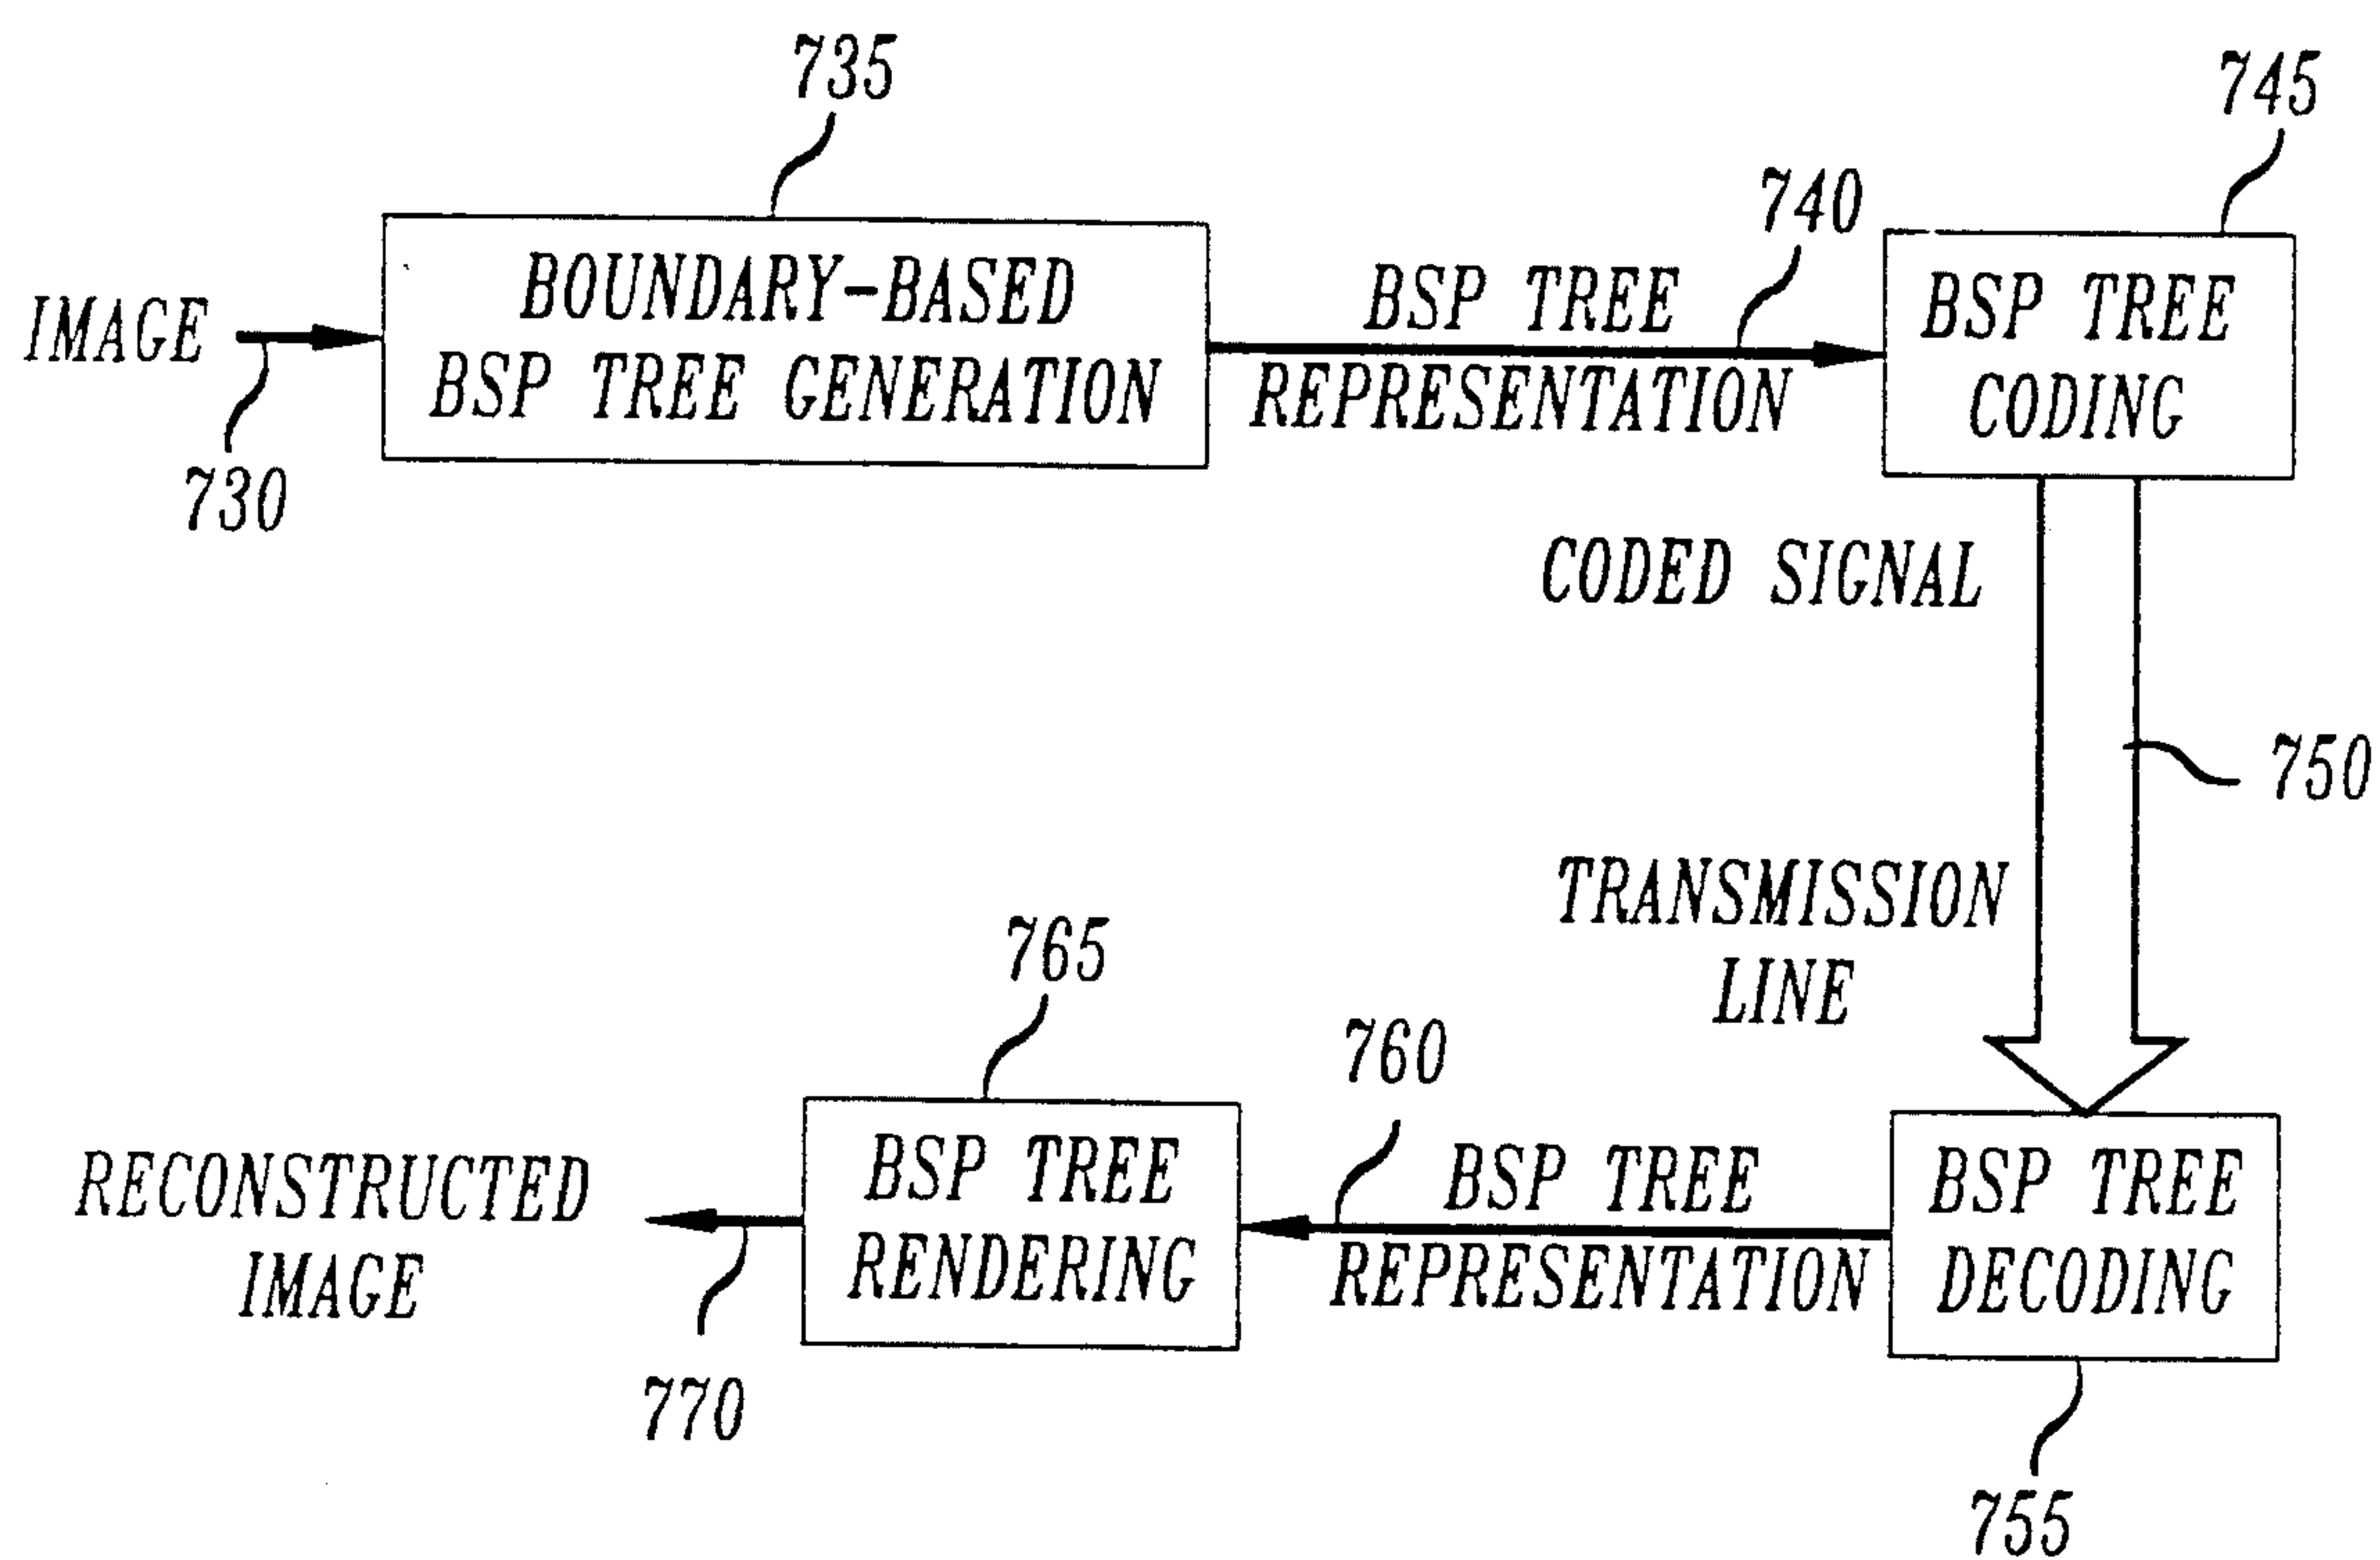 735
745
740
IMAGE
BOUNDARY-BASED
BSP TREE GENERATION
BSP TREE
REPRESENTATION
BSP TREE
CODING
730
CODED SIGNAL
750
TRANSMISSION
LINE
765
760
RECONSTRUCTED
IMAGE
BSP TREE
RENDERING
BSP TREE
REPRESENTATION
BSP TREE
DECODING
770
755